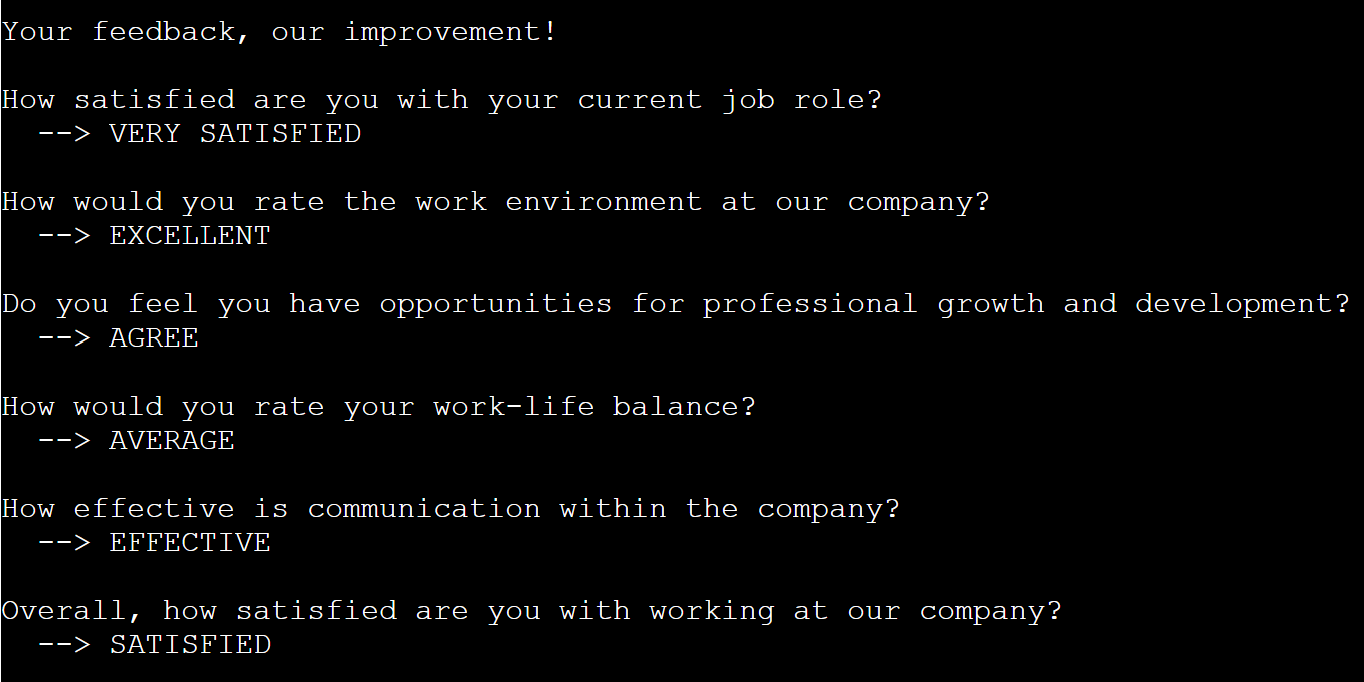 Your feedback, our improvement!
How satisfied are you with your current job role?
--> VERY SATISFIED
How would you rate the work environment at our company?
--> EXCELLENT
Do you feel you have opportunities for professional growth and development?
--> AGREE
How would you rate your work-life balance?
--> AVERAGE
How effective is communication within the company?
--> EFFECTIVE
Overall, how satisfied are you with working at our company?
--> SATISFIED